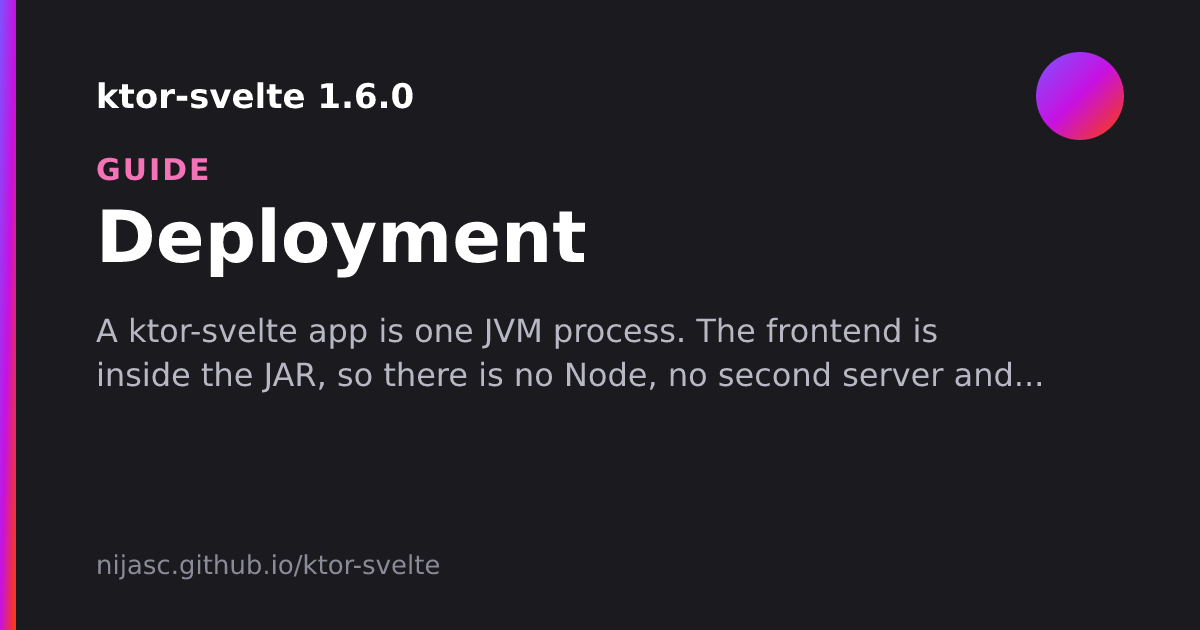 ktor-svelte 1.6.0
GUIDE
Deployment
A ktor-svelte app is one JVM process. The frontend is
inside the JAR, so there is no Node, no second server and...
nijasc.github.io/ktor-svelte